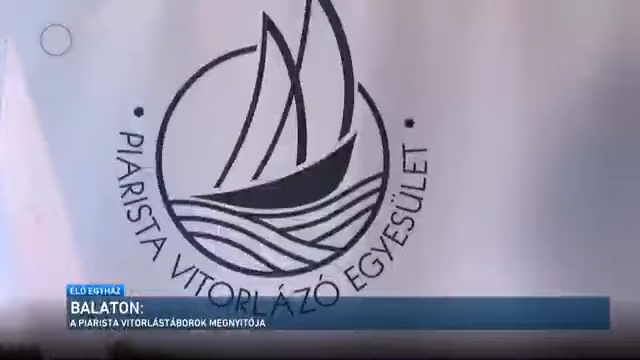 • PIARISTA VITORLÁZÓ EGYESÜLET •
ÉLŐ EGYHÁZ
BALATON:
A PIARISTA VITORLÁSTÁBOROK MEGNYITÓJA